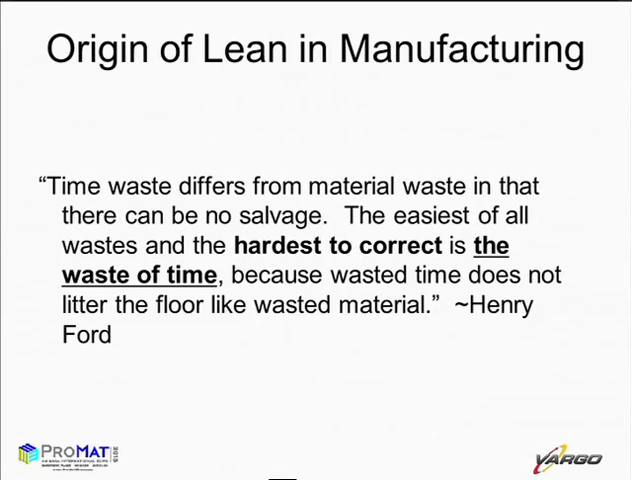 Origin of Lean in Manufacturing
“Time waste differs from material waste in that
there can be no salvage.  The easiest of all
wastes and the hardest to correct is the
waste of time, because wasted time does not
litter the floor like wasted material.”  ~Henry
Ford
PROMAT 2015
VARGO